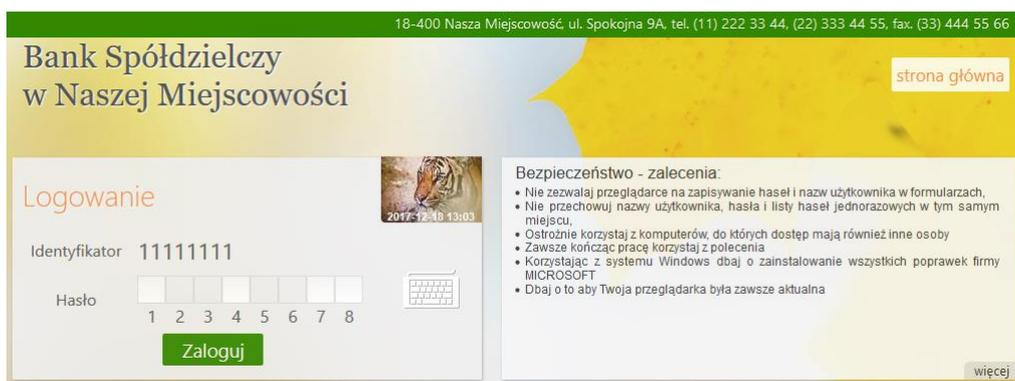 18-400 Nasza Miejscowość, ul. Spokojna 9A, tel. (11) 222 33 44, (22) 333 44 55, fax. (33) 444 55 66
Bank Spółdzielczy
w Naszej Miejscowości
strona główna
Logowanie
2017-12-18 13:03
Identyfikator 11111111
Hasło
1 2 3 4 5 6 7 8
Zaloguj
Bezpieczeństwo - zalecenia:
• Nie zezwalaj przeglądarce na zapisywanie haseł i nazw użytkownika w formularzach,
• Nie przechowuj nazwy użytkownika, hasła i listy haseł jednorazowych w tym samym
miejscu,
• Ostrożnie korzystaj z komputerów, do których dostęp mają również inne osoby
• Zawsze kończąc pracę korzystaj z polecenia
• Korzystając z systemu Windows dbaj o zainstalowanie wszystkich poprawek firmy
MICROSOFT
• Dbaj o to aby Twoja przeglądarka była zawsze aktualna
więcej